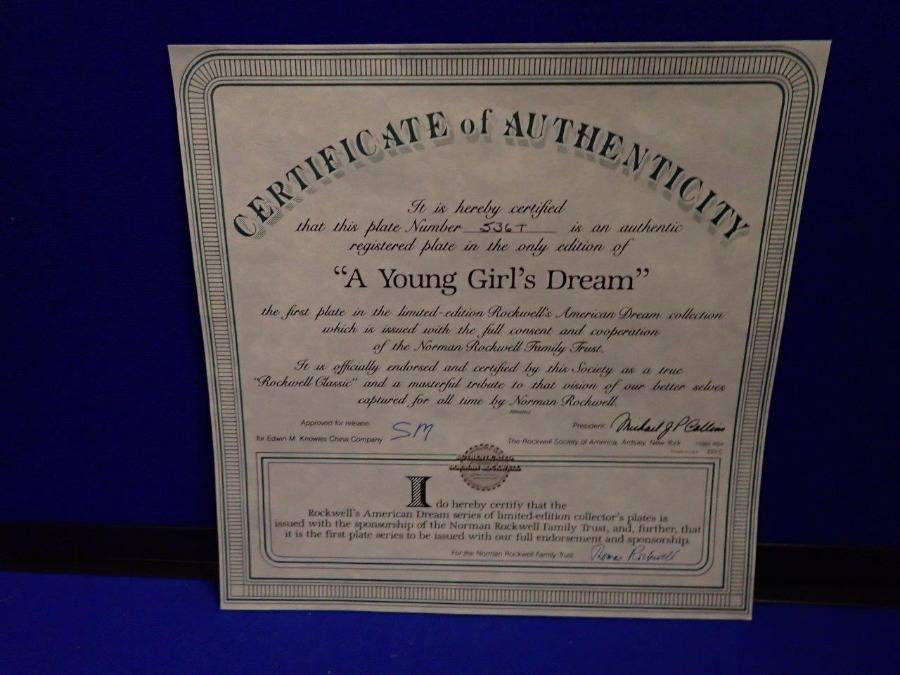 CERTIFICATE of AUTHENTICITY
It is hereby certified
that this plate Number 536T is an authentic
registered plate in the only edition of
“A Young Girl’s Dream”
the first plate in the limited-edition Rockwell's American Dream collection
which is issued with the full consent and cooperation
of the Norman Rockwell Family Trust.
It is officially endorsed and certified by this Society as a true
"Rockwell Classic" and a masterful tribute to that vision of our better selves
captured for all time by Norman Rockwell.
Attested
Approved for release:
for Edwin M. Knowles China Company SM
President:
The Rockwell Society of America, Ardsley, New York
AUTHENTICATED
I do hereby certify that the
Rockwell's American Dream series of limited-edition collector's plates is
issued with the sponsorship of the Norman Rockwell Family Trust, and, further, that
it is the first plate series to be issued with our full endorsement and sponsorship.
For the Norman Rockwell Family Trust Thomas Rockwell